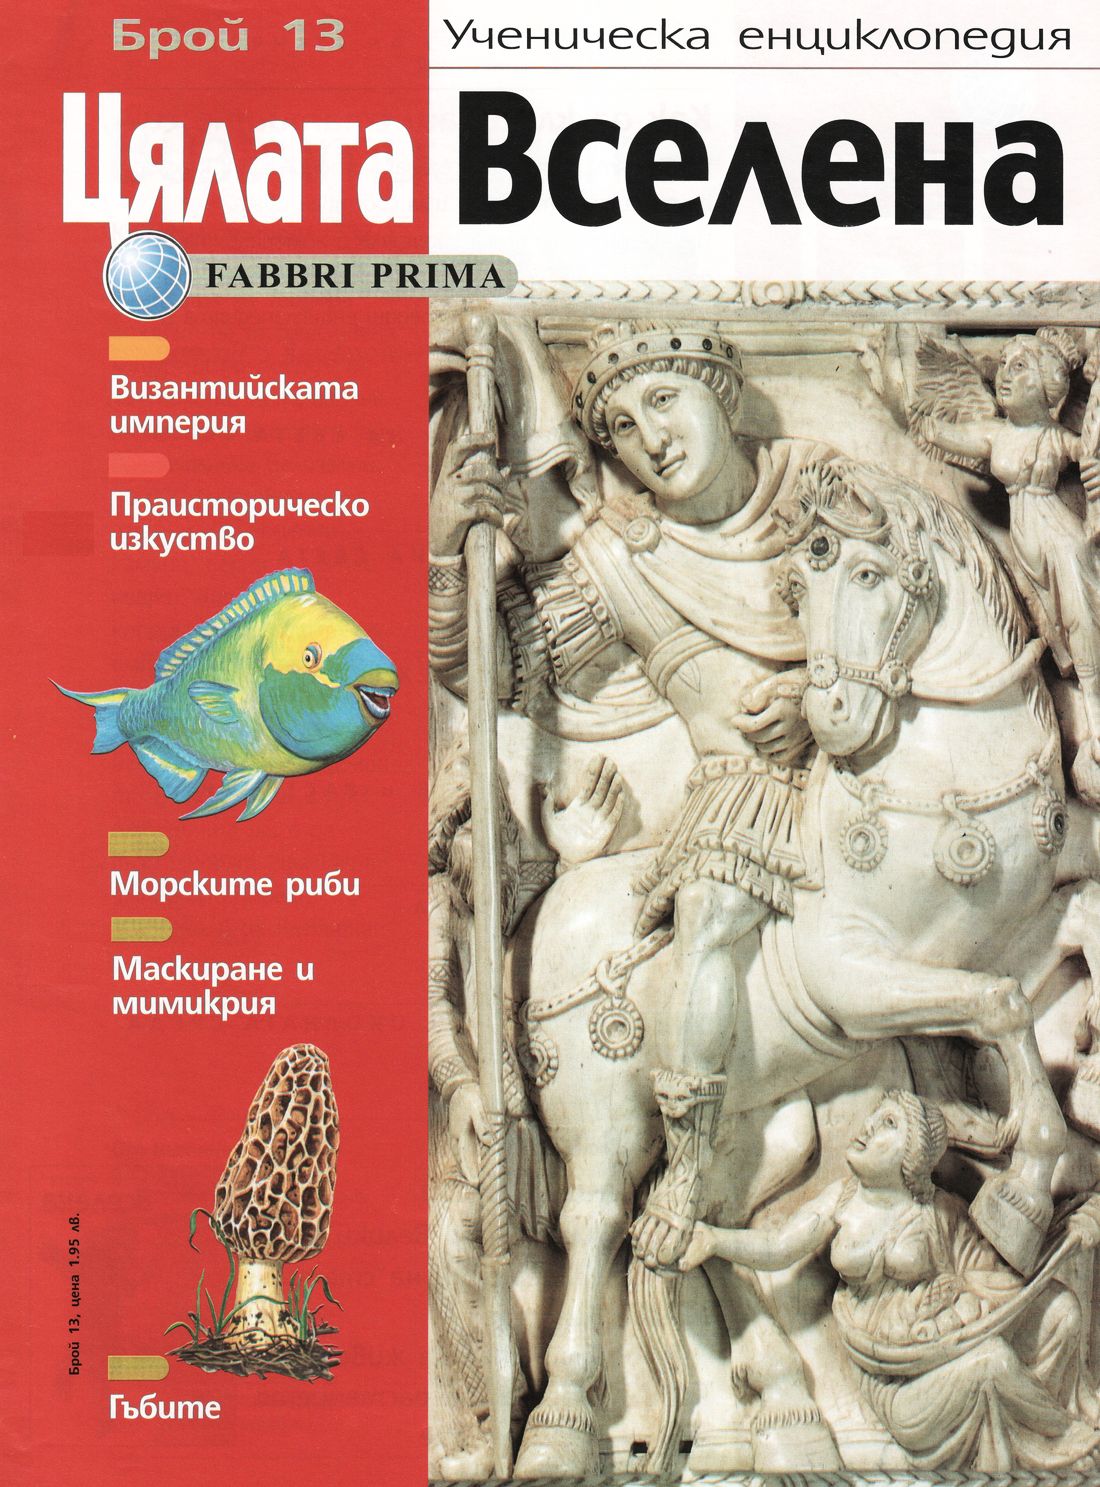 Брой 13
Ученическа енциклопедия
Цялата Вселена
FABBRI PRIMA
Византийската
империя
Праисторическо
изкуство
Морските риби
Маскиране и
мимикрия
Гъбите
Брой 13, цена 1.95 лв.